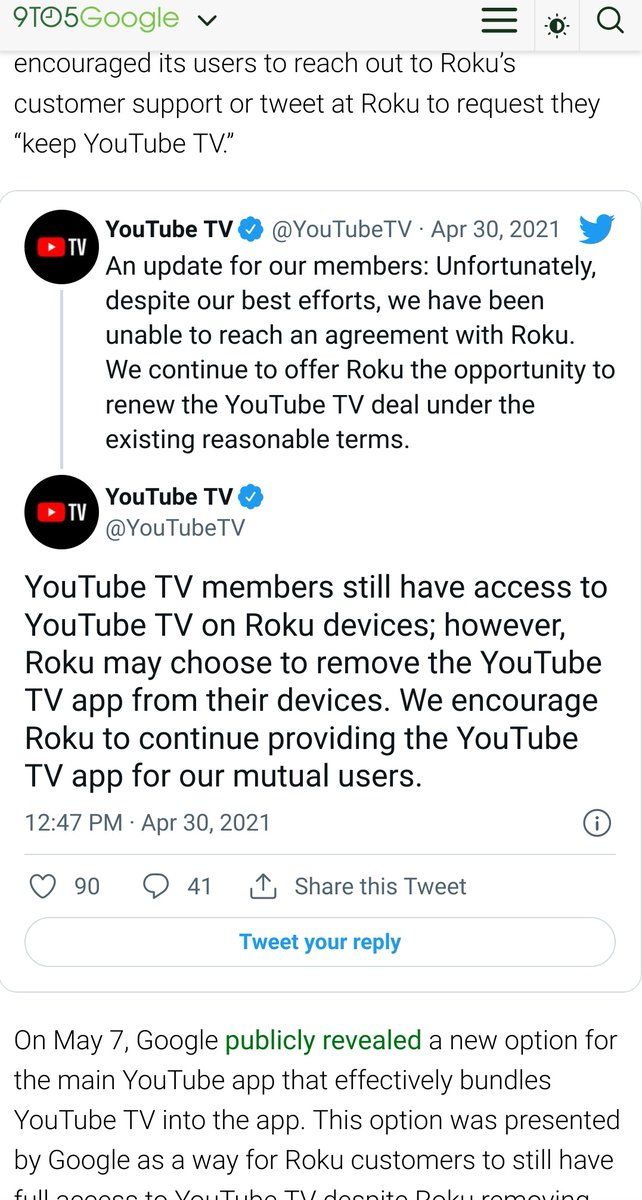 9TO5Google
encouraged its users to reach out to Roku's
customer support or tweet at Roku to request they
“keep YouTube TV.”
TV
YouTube TV @YouTubeTV · Apr 30, 2021
An update for our members: Unfortunately,
despite our best efforts, we have been
unable to reach an agreement with Roku.
We continue to offer Roku the opportunity to
renew the YouTube TV deal under the
existing reasonable terms.
TV
YouTube TV
@YouTubeTV
YouTube TV members still have access to
YouTube TV on Roku devices; however,
Roku may choose to remove the YouTube
TV app from their devices. We encourage
Roku to continue providing the YouTube
TV app for our mutual users.
12:47 PM · Apr 30, 2021
90 41 Share this Tweet
Tweet your reply
On May 7, Google publicly revealed a new option for
the main YouTube app that effectively bundles
YouTube TV into the app. This option was presented
by Google as a way for Roku customers to still have
full access to YouTube TV despite Roku removing